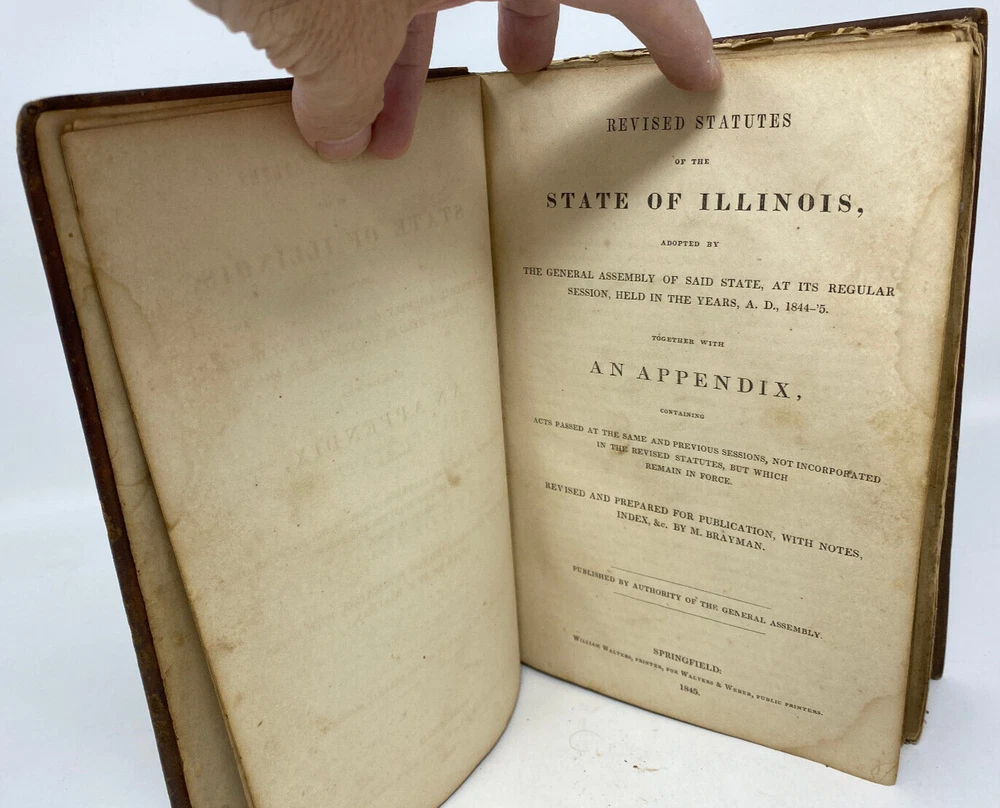 REVISED STATUTES
OF THE
STATE OF ILLINOIS,
ADOPTED BY
THE GENERAL ASSEMBLY OF SAID STATE, AT ITS REGULAR
SESSION, HELD IN THE YEARS, A. D., 1844–'5.
TOGETHER WITH
AN APPENDIX,
CONTAINING
ACTS PASSED AT THE SAME AND PREVIOUS SESSIONS, NOT INCORPORATED
IN THE REVISED STATUTES, BUT WHICH
REMAIN IN FORCE.
REVISED AND PREPARED FOR PUBLICATION, WITH NOTES,
INDEX, &c. BY M. BRAYMAN.
PUBLISHED BY AUTHORITY OF THE GENERAL ASSEMBLY.
SPRINGFIELD:
WILLIAM WALTERS, PRINTER, FOR WALTERS & WEBER, PUBLIC PRINTERS.
1845.